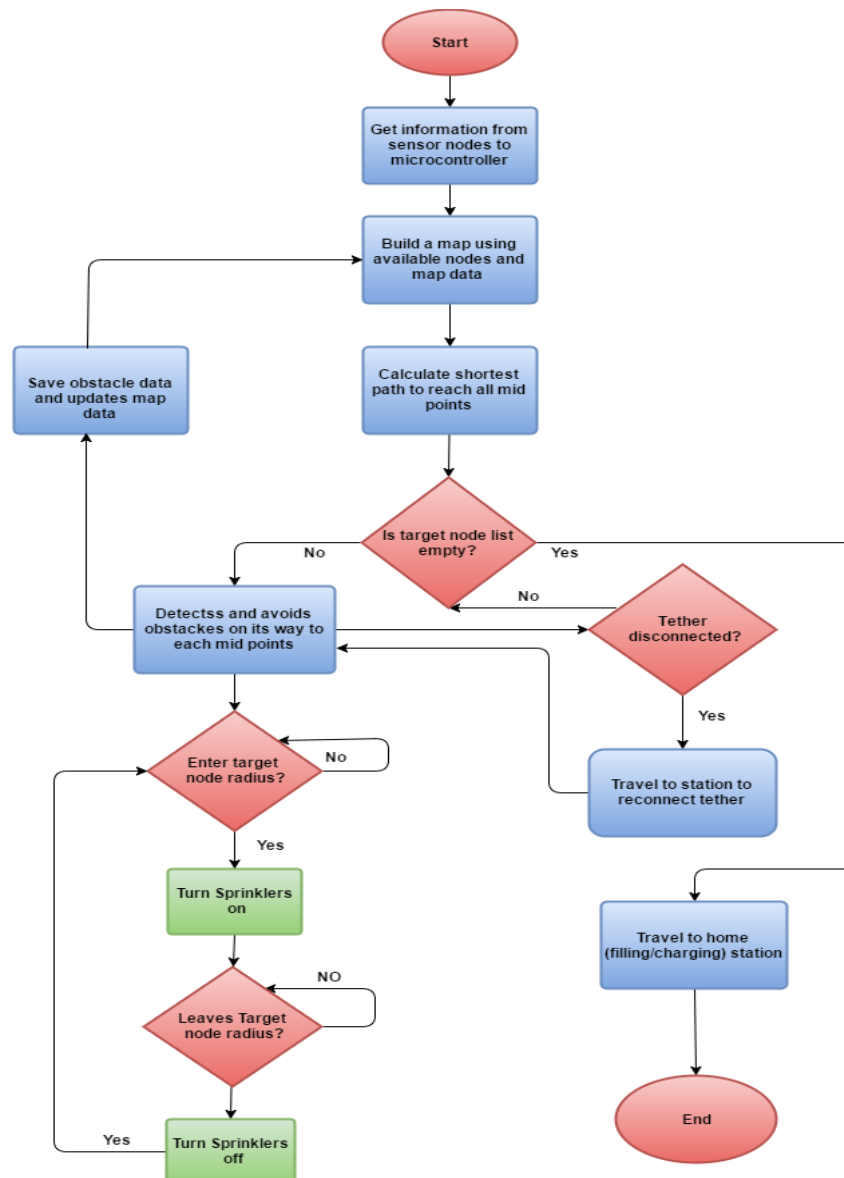 Start
Get information from
sensor nodes to
microcontroller
Build a map using
available nodes and
map data
Save obstacle data
and updates map
data
Calculate shortest
path to reach all mid
points
Is target node list
empty?
No
Yes
No
Detectss and avoids
obstackes on its way to
each mid points
Tether
disconnected?
Yes
Enter target
node radius?
No
Travel to station to
reconnect tether
Yes
Turn Sprinklers
on
Travel to home
(filling/charging) station
NO
Leaves Target
node radius?
End
Yes
Turn Sprinklers
off